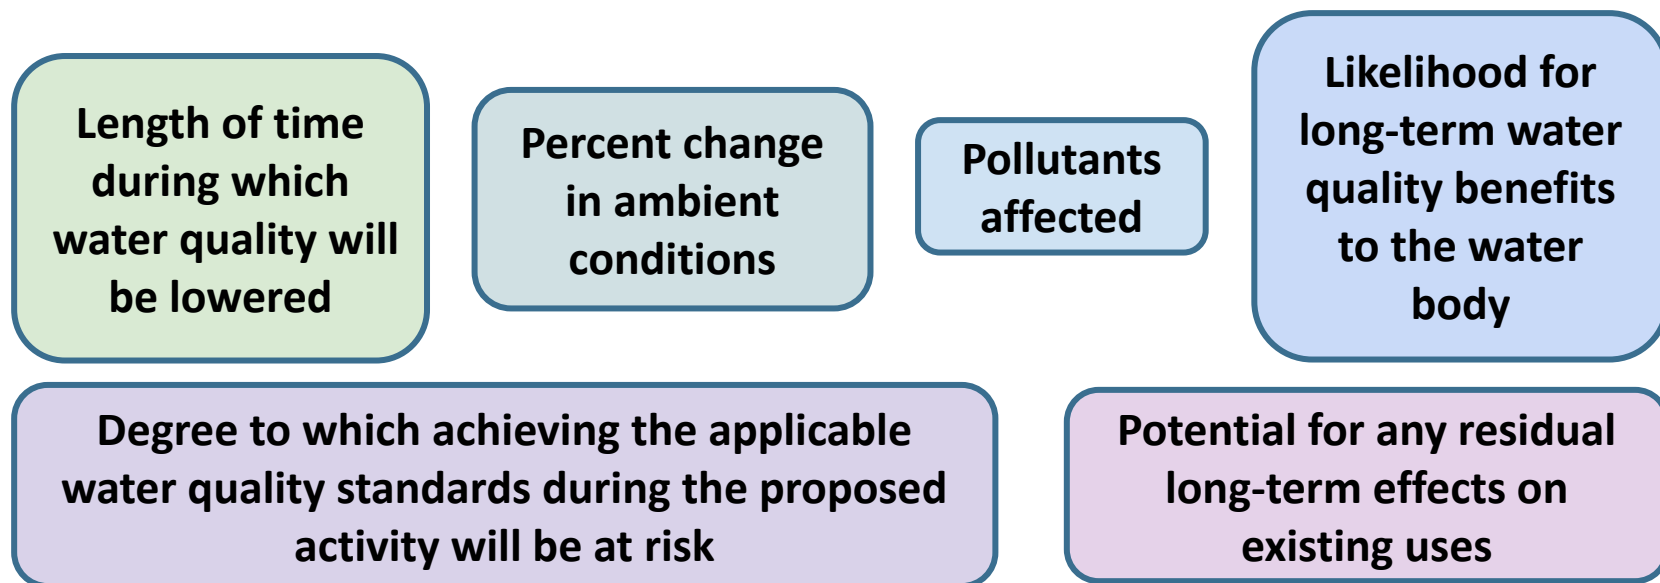 Length of time
during which
water quality will
be lowered
Percent change
in ambient
conditions
Pollutants
affected
Likelihood for
long-term water
quality benefits
to the water
body
Degree to which achieving the applicable
water quality standards during the proposed
activity will be at risk
Potential for any residual
long-term effects on
existing uses